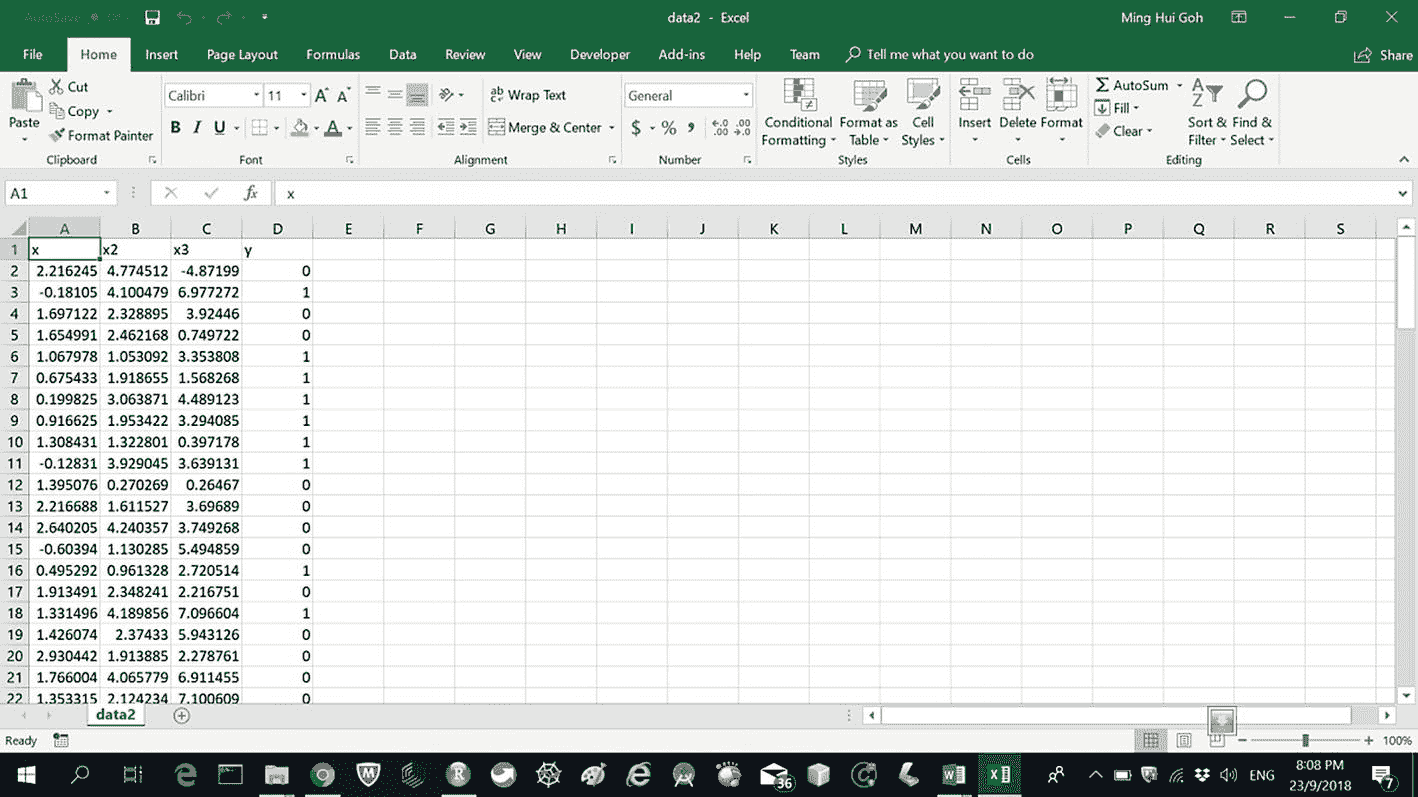 AutoSave
data2 - Excel
Ming Hui Goh
File Home Insert Page Layout Formulas Data Review View Developer Add-ins Help Team Tell me what you want to do Share
Paste
Cut
Copy
Format Painter
Clipboard
Calibri 11
B I U
Font
Wrap Text
Merge & Center
Alignment
General
$ % ,
Number
Conditional Formatting
Format as Table
Cell Styles
Styles
Insert Delete Format
Cells
AutoSum
Fill
Clear
Sort & Filter
Find & Select
Editing
A1 fx x
A B C D E F G H I J K L M N O P Q R S
1 x x2 x3 y
2 2.216245 4.774512 -4.87199 0
3 -0.18105 4.100479 6.977272 1
4 1.697122 2.328895 3.92446 0
5 1.654991 2.462168 0.749722 0
6 1.067978 1.053092 3.353808 1
7 0.675433 1.918655 1.568268 1
8 0.199825 3.063871 4.489123 1
9 0.916625 1.953422 3.294085 1
10 1.308431 1.322801 0.397178 1
11 -0.12831 3.929045 3.639131 1
12 1.395076 0.270269 0.26467 0
13 2.216688 1.611527 3.69689 0
14 2.640205 4.240357 3.749268 0
15 -0.60394 1.130285 5.494859 0
16 0.495292 0.961328 2.720514 1
17 1.913491 2.348241 2.216751 0
18 1.331496 4.189856 7.096604 1
19 1.426074 2.37433 5.943126 0
20 2.930442 1.913885 2.278761 0
21 1.766004 4.065779 6.911455 0
22 1.353315 2.124234 7.100609 0
data2
Ready
100%
36
ENG
8:08 PM
23/9/2018
7